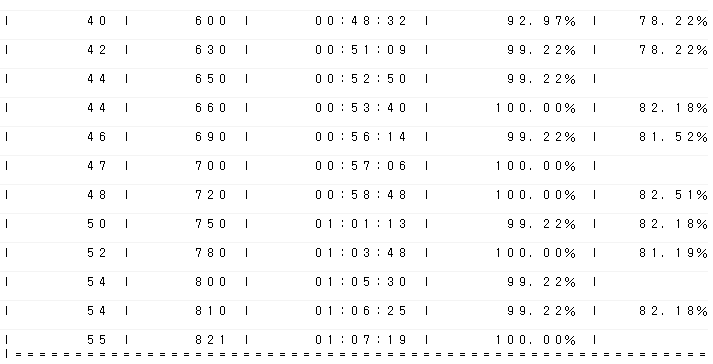 | 40 | 600 | 00:48:32 | 92.97% | 78.22%
| 42 | 630 | 00:51:09 | 99.22% | 78.22%
| 44 | 650 | 00:52:50 | 99.22% |
| 44 | 660 | 00:53:40 | 100.00% | 82.18%
| 46 | 690 | 00:56:14 | 99.22% | 81.52%
| 47 | 700 | 00:57:06 | 100.00% |
| 48 | 720 | 00:58:48 | 100.00% | 82.51%
| 50 | 750 | 01:01:13 | 99.22% | 82.18%
| 52 | 780 | 01:03:48 | 100.00% | 81.19%
| 54 | 800 | 01:05:30 | 99.22% |
| 54 | 810 | 01:06:25 | 99.22% | 82.18%
| 55 | 821 | 01:07:19 | 100.00% |
|==========================================================================